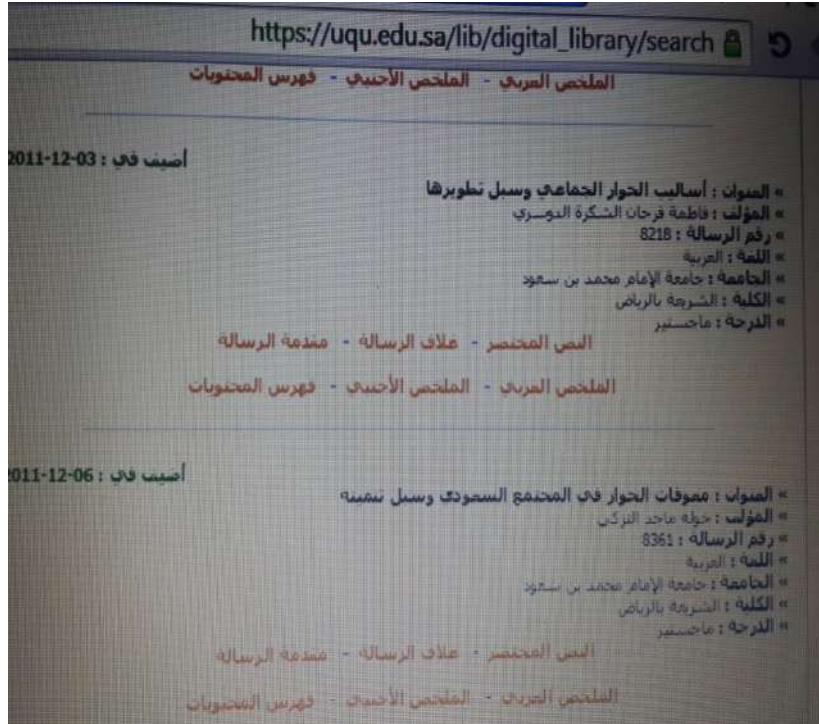 https://uqu.edu.sa/lib/digital_library/search
الملخص العربي - الملخص الأجنبي - فهرس المحتويات
أضيف في : 03-12-2011
» العنوان : أساليب الحوار الجماعي وسبل تطويرها
» المؤلف : فاطمة فرحان الشكرة الدوسري
» رقم الرسالة : 8218
» اللغة : العربية
» الجامعة : جامعة الإمام محمد بن سعود
» الكلية : الشريعة بالرياض
» الدرجة : ماجستير
النص المختصر - غلاف الرسالة - مقدمة الرسالة
الملخص العربي - الملخص الأجنبي - فهرس المحتويات
أضيف في : 06-12-2011
» العنوان : معوقات الحوار في المجتمع السعودي وسبل تنميته
» المؤلف : خوله ماجد التركي
» رقم الرسالة : 8361
» اللغة : العربية
» الجامعة : جامعة الإمام محمد بن سعود
» الكلية : الشريعة بالرياض
» الدرجة : ماجستير
النص المختصر - غلاف الرسالة - مقدمة الرسالة
الملخص العربي - الملخص الأجنبي - فهرس المحتويات